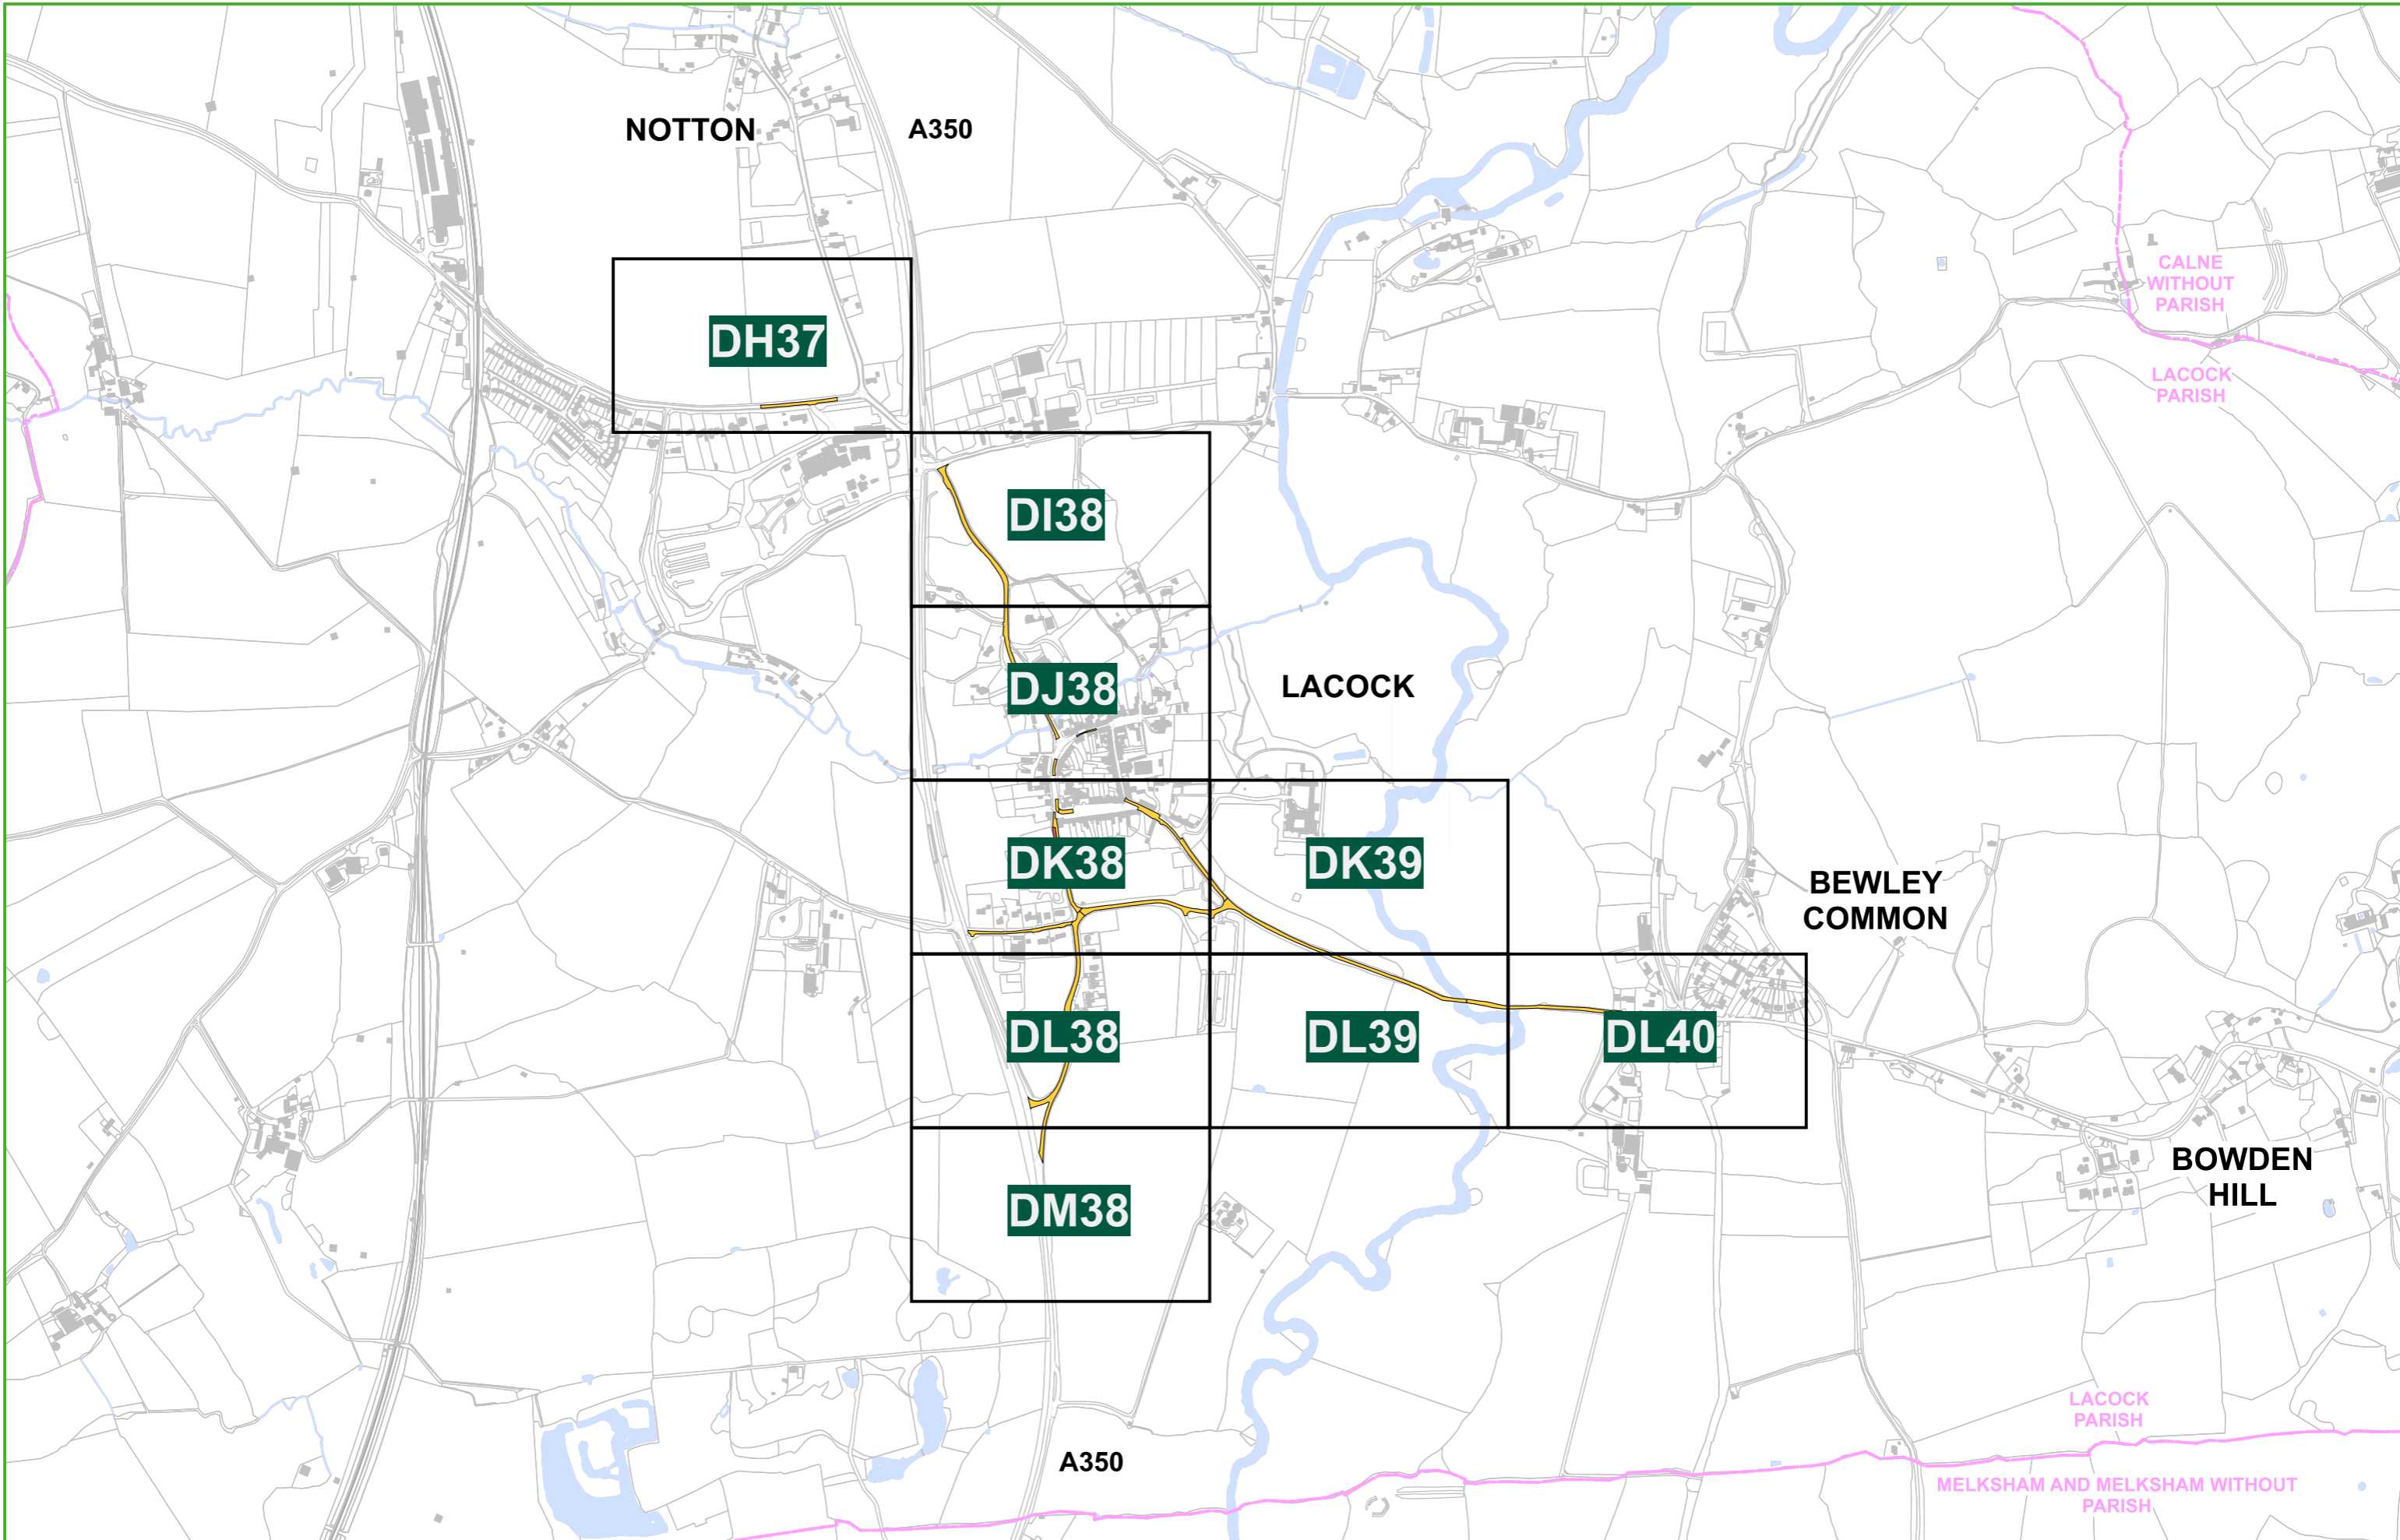 NOTTON
A350
CALNE
WITHOUT
PARISH
DH37
LACOCK
PARISH
DI38
DJ38
LACOCK
DK38
DK39
BEWLEY
COMMON
DL38
DL39
DL40
BOWDEN
HILL
DM38
LACOCK
PARISH
A350
MELKSHAM AND MELKSHAM WITHOUT
PARISH